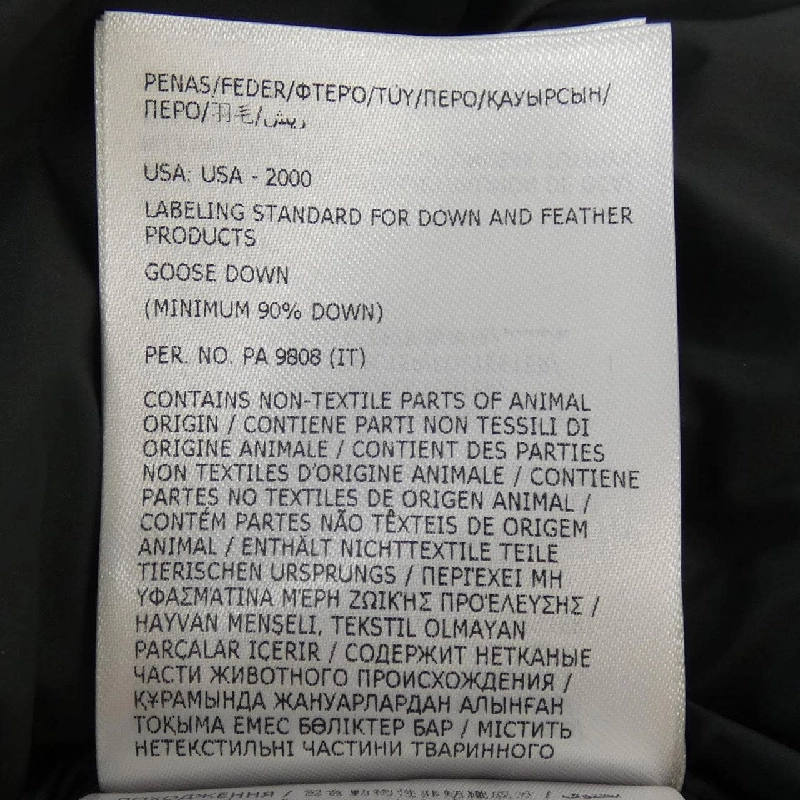 PENAS/FEDER/ΦΤΕΡΌ/TÜY/ПЕРО/ҚАУЫРСЫН/
ПЕРО/羽毛/ريش
USA: USA - 2000
LABELING STANDARD FOR DOWN AND FEATHER
PRODUCTS
GOOSE DOWN
(MINIMUM 90% DOWN)
PER. NO. PA 9808 (IT)
CONTAINS NON-TEXTILE PARTS OF ANIMAL
ORIGIN / CONTIENE PARTI NON TESSILI DI
ORIGINE ANIMALE / CONTIENT DES PARTIES
NON TEXTILES D'ORIGINE ANIMALE / CONTIENE
PARTES NO TEXTILES DE ORIGEN ANIMAL /
CONTÉM PARTES NÃO TÊXTEIS DE ORIGEM
ANIMAL / ENTHÄLT NICHTTEXTILE TEILE
TIERISCHEN URSPRUNGS / ΠΕΡΙΈΧΕΙ ΜΗ
ΥΦΑΣΜΑΤΙΝΑ ΜΈΡΗ ΖΩΙΚΉΣ ΠΡΟΈΛΕΥΣΗΣ /
HAYVAN MENŞELI, TEKSTIL OLMAYAN
PARÇALAR IÇERIR / СОДЕРЖИТ НЕТКАНЫЕ
ЧАСТИ ЖИВОТНОГО ПРОИСХОЖДЕНИЯ /
ҚҰРАМЫНДА ЖАНУАРЛАРДАН АЛЫНҒАН
ТОҚЫМА ЕМЕС БӨЛІКТЕР БАР / МІСТИТЬ
НЕТЕКСТИЛЬНІ ЧАСТИНИ ТВАРИННОГО
ПОХОДЖЕННЯ /